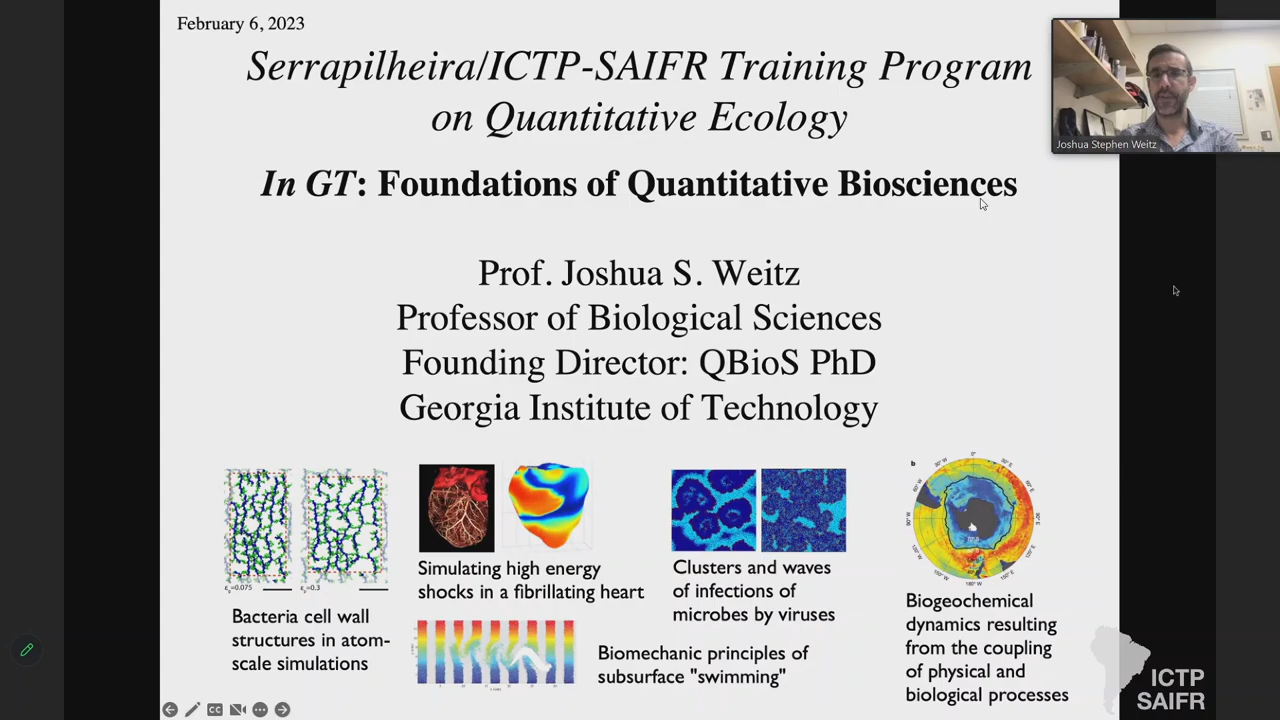 February 6, 2023
Serrapilheira/ICTP-SAIFR Training Program
on Quantitative Ecology
In GT: Foundations of Quantitative Biosciences
Joshua Stephen Weitz
Prof. Joshua S. Weitz
Professor of Biological Sciences
Founding Director: QBioS PhD
Georgia Institute of Technology
Bacteria cell wall
structures in atom-
scale simulations
Simulating high energy
shocks in a fibrillating heart
Clusters and waves
of infections of
microbes by viruses
Biomechanic principles of
subsurface "swimming"
b
Biogeochemical
dynamics resulting
from the coupling
of physical and
biological processes
ICTP
SAIFR
CC